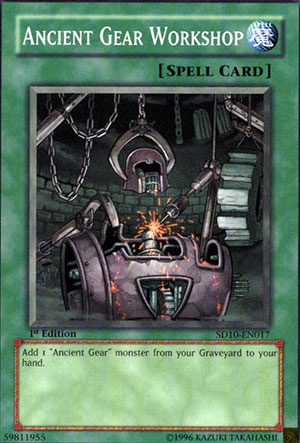 ANCIENT GEAR WORKSHOP 魔
[SPELL CARD]
1st Edition SD10-EN017
Add 1 "Ancient Gear" monster from your Graveyard to your
hand.
59811955 ©1996 KAZUKI TAKAHASHI